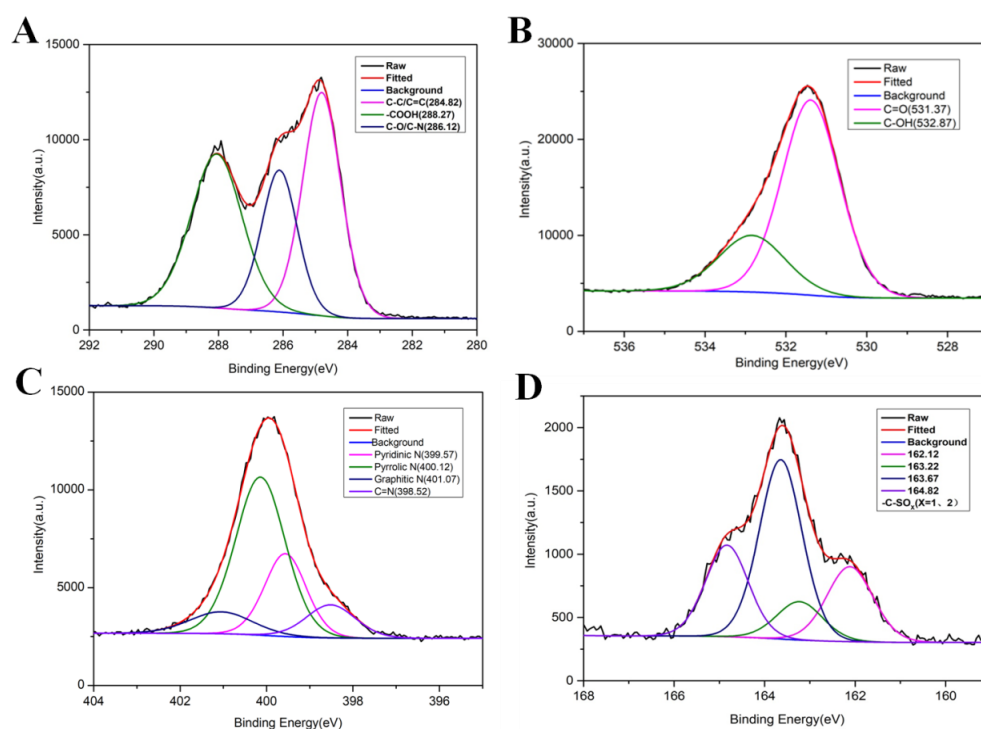 A
15000
10000
5000
0
Intensity(a.u.)
Raw
Fitted
Background
C-C/C=C(284.82)
-COOH(288.27)
C-O/C-N(286.12)
292 290 288 286 284 282 280
Binding Energy(eV)
B
30000
20000
10000
0
Intensity(a.u.)
Raw
Fitted
Background
C=O(531.37)
C-OH(532.87)
536 534 532 530 528
Binding Energy(eV)
C
15000
10000
5000
0
Intensity(a.u.)
Raw
Fitted
Background
Pyridinic N(399.57)
Pyrrolic N(400.12)
Graphitic N(401.07)
C=N(398.52)
404 402 400 398 396
Binding Energy(eV)
D
2000
1500
1000
500
0
Intensity(a.u.)
Raw
Fitted
Background
162.12
163.22
163.67
164.82
-C-SOₓ(X=1、2)
168 166 164 162 160
Binding Energy(eV)